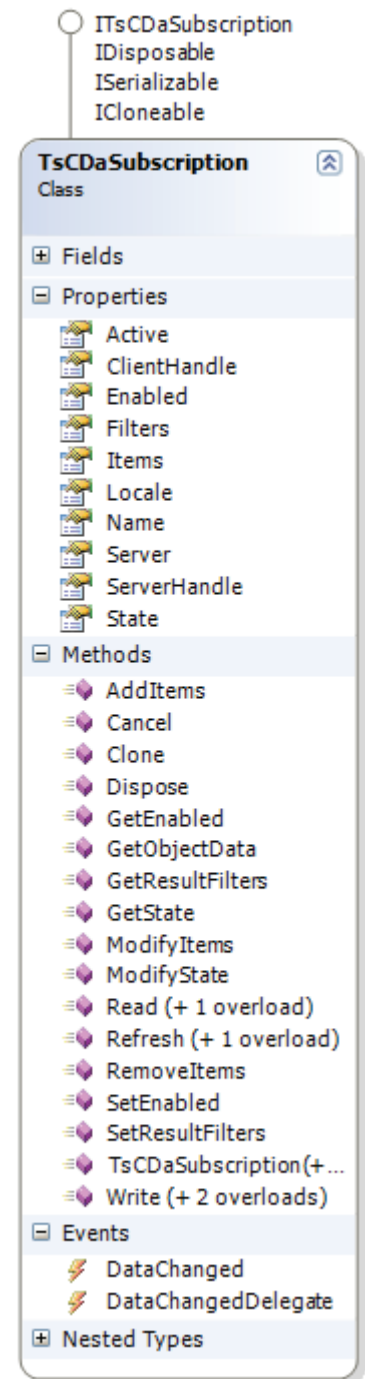 ITsCDaSubscription
IDisposable
ISerializable
ICloneable
TsCDaSubscription
Class
Fields
Properties
Active
ClientHandle
Enabled
Filters
Items
Locale
Name
Server
ServerHandle
State
Methods
AddItems
Cancel
Clone
Dispose
GetEnabled
GetObjectData
GetResultFilters
GetState
ModifyItems
ModifyState
Read (+ 1 overload)
Refresh (+ 1 overload)
RemoveItems
SetEnabled
SetResultFilters
TsCDaSubscription(+...
Write (+ 2 overloads)
Events
DataChanged
DataChangedDelegate
Nested Types